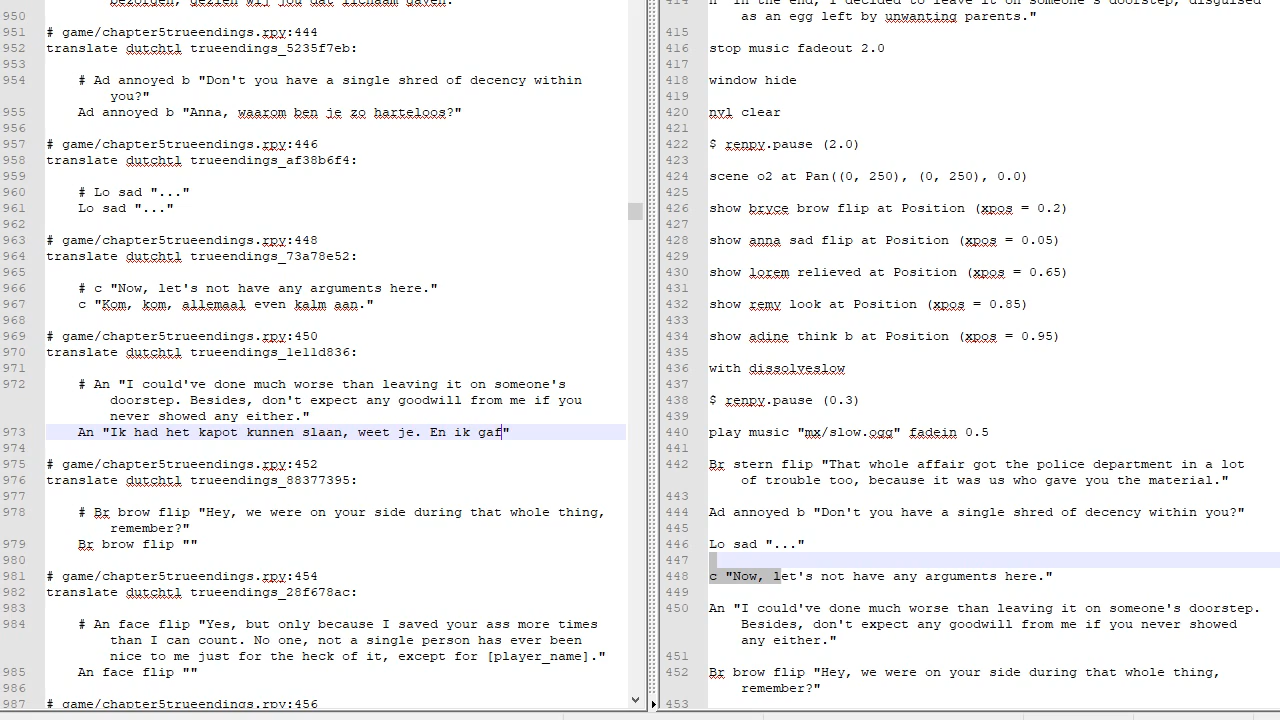 bezorgen, gezien wij jou dat lichaam gaven."
950
951 # game/chapter5trueendings.rpy:444
952 translate dutchtl trueendings_5235f7eb:
953
954 # Ad annoyed b "Don't you have a single shred of decency within
you?"
955 Ad annoyed b "Anna, waarom ben je zo harteloos?"
956
957 # game/chapter5trueendings.rpy:446
958 translate dutchtl trueendings_af38b6f4:
959
960 # Lo sad "..."
961 Lo sad "..."
962
963 # game/chapter5trueendings.rpy:448
964 translate dutchtl trueendings_73a78e52:
965
966 # c "Now, let's not have any arguments here."
967 c "Kom, kom, allemaal even kalm aan."
968
969 # game/chapter5trueendings.rpy:450
970 translate dutchtl trueendings_1e11d836:
971
972 # An "I could've done much worse than leaving it on someone's
doorstep. Besides, don't expect any goodwill from me if you
never showed any either."
973 An "Ik had het kapot kunnen slaan, weet je. En ik gaf"
974
975 # game/chapter5trueendings.rpy:452
976 translate dutchtl trueendings_88377395:
977
978 # Br brow flip "Hey, we were on your side during that whole thing,
remember?"
979 Br brow flip ""
980
981 # game/chapter5trueendings.rpy:454
982 translate dutchtl trueendings_28f678ac:
983
984 # An face flip "Yes, but only because I saved your ass more times
than I can count. No one, not a single person has ever been
nice to me just for the heck of it, except for [player_name]."
985 An face flip ""
986
987 # game/chapter5trueendings.rpy:456
414 n "In the end, I decided to leave it on someone's doorstep, disguised
as an egg left by unwanting parents."
415
416 stop music fadeout 2.0
417
418 window hide
419
420 nvl clear
421
422 $ renpy.pause (2.0)
423
424 scene o2 at Pan((0, 250), (0, 250), 0.0)
425
426 show bryce brow flip at Position (xpos = 0.2)
427
428 show anna sad flip at Position (xpos = 0.05)
429
430 show lorem relieved at Position (xpos = 0.65)
431
432 show remy look at Position (xpos = 0.85)
433
434 show adine think b at Position (xpos = 0.95)
435
436 with dissolveslow
437
438 $ renpy.pause (0.3)
439
440 play music "mx/slow.ogg" fadein 0.5
441
442 Br stern flip "That whole affair got the police department in a lot
of trouble too, because it was us who gave you the material."
443
444 Ad annoyed b "Don't you have a single shred of decency within you?"
445
446 Lo sad "..."
447
448 c "Now, let's not have any arguments here."
449
450 An "I could've done much worse than leaving it on someone's doorstep.
Besides, don't expect any goodwill from me if you never showed
any either."
451
452 Br brow flip "Hey, we were on your side during that whole thing,
remember?"
453